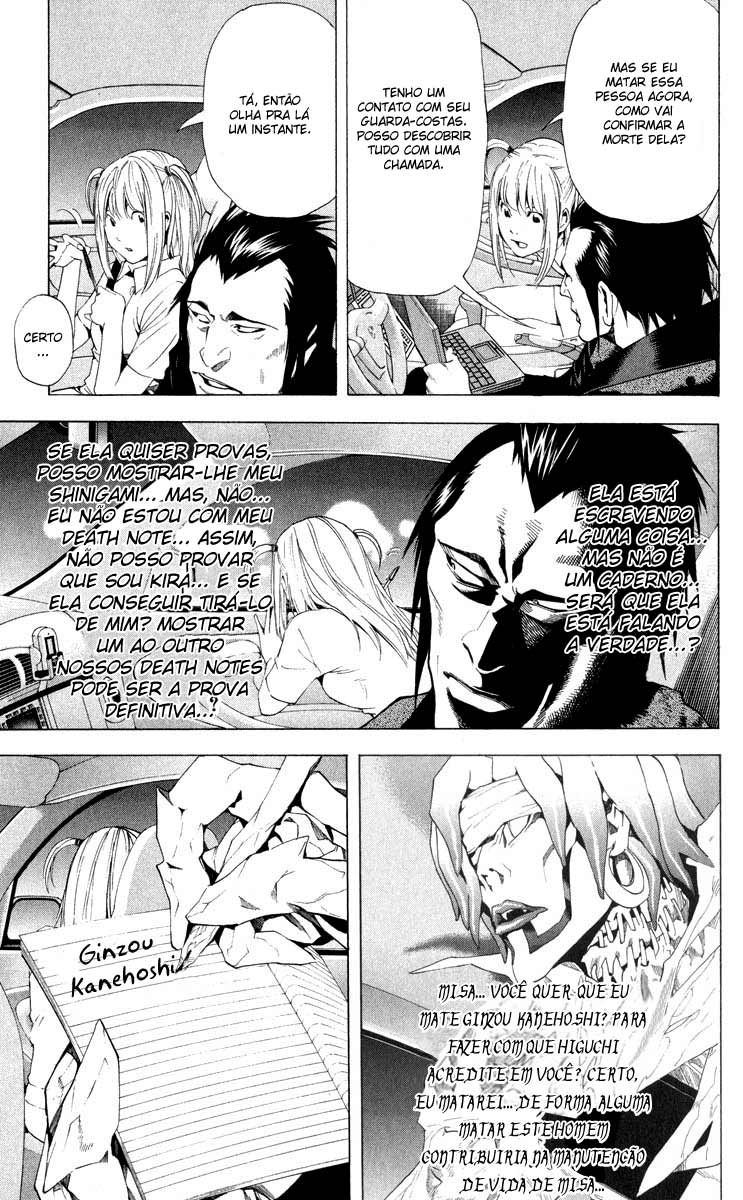 MAS SE EU
MATAR ESSA
PESSOA AGORA,
COMO VAI
CONFIRMAR A
MORTE DELA?
TENHO UM
CONTATO COM SEU
GUARDA-COSTAS.
POSSO DESCOBRIR
TUDO COM UMA
CHAMADA.
TÁ, ENTÃO
OLHA PRA LÁ
UM INSTANTE.
CERTO
...
ELA ESTÁ
ESCREVENDO
ALGUMA COISA...
MAS NÃO É
UM CADERNO...
SERÁ QUE ELA
ESTÁ FALANDO
A VERDADE...?
SE ELA QUISER PROVAS,
POSSO MOSTRAR-LHE MEU
SHINIGAMI... MAS, NÃO...
EU NÃO ESTOU COM MEU
DEATH NOTE... ASSIM,
NÃO POSSO PROVAR
QUE SOU KIRA... E SE
ELA CONSEGUIR TIRÁ-LO
DE MIM? MOSTRAR
UM AO OUTRO
NOSSOS DEATH NOTES
PODE SER A PROVA
DEFINITIVA..?
MISA... VOCÊ QUER QUE EU
MATE GINZOU KANEHOSHI? PARA
FAZER COM QUE HIGUCHI
ACREDITE EM VOCÊ? CERTO,
EU MATAREI... DE FORMA ALGUMA
MATAR ESTE HOMEM
CONTRIBUIRIA NA MANUTENÇÃO
DE VIDA DE MISA...
Ginzou
Kanehoshi